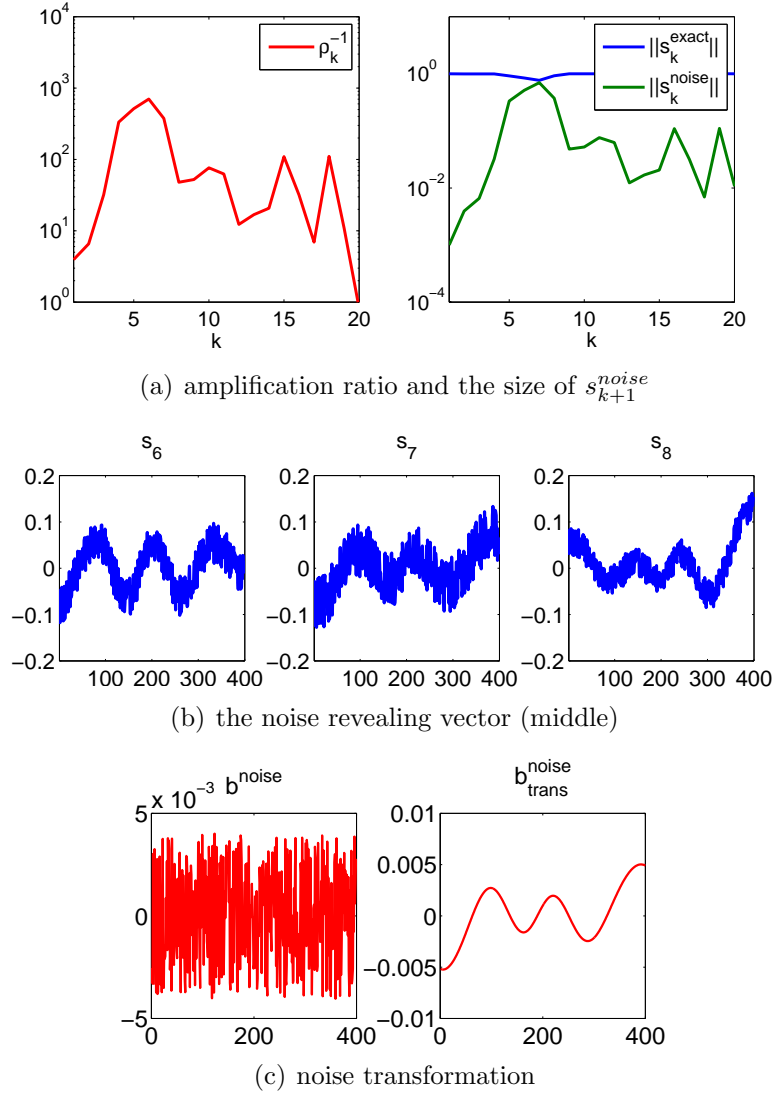 10^4
10^3
10^2
10^1
10^0
5
10
15
20
k
ρ_k^{-1}
10^0
10^{-2}
10^{-4}
5
10
15
20
k
||s_k^{exact}||
||s_k^{noise}||
(a) amplification ratio and the size of s_{k+1}^{noise}
s_6
0.2
0.1
0
−0.1
−0.2
100 200 300 400
s_7
0.2
0.1
0
−0.1
−0.2
100 200 300 400
s_8
0.2
0.1
0
−0.1
−0.2
100 200 300 400
(b) the noise revealing vector (middle)
x 10^{−3} b^{noise}
5
0
−5
0 200 400
b_{trans}^{noise}
0.01
0.005
0
−0.005
−0.01
0 200 400
(c) noise transformation